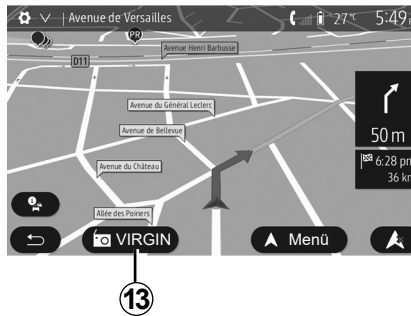 Avenue de Versailles
27°C
5:49
PR
Avenue Henri Barbusse
D11
Avenue du Général Leclerc
Avenue de Bellevue
50 m
6:28 pm
36 km
Avenue du Château
Allée des Poiriers
VIRGIN
Menü
13